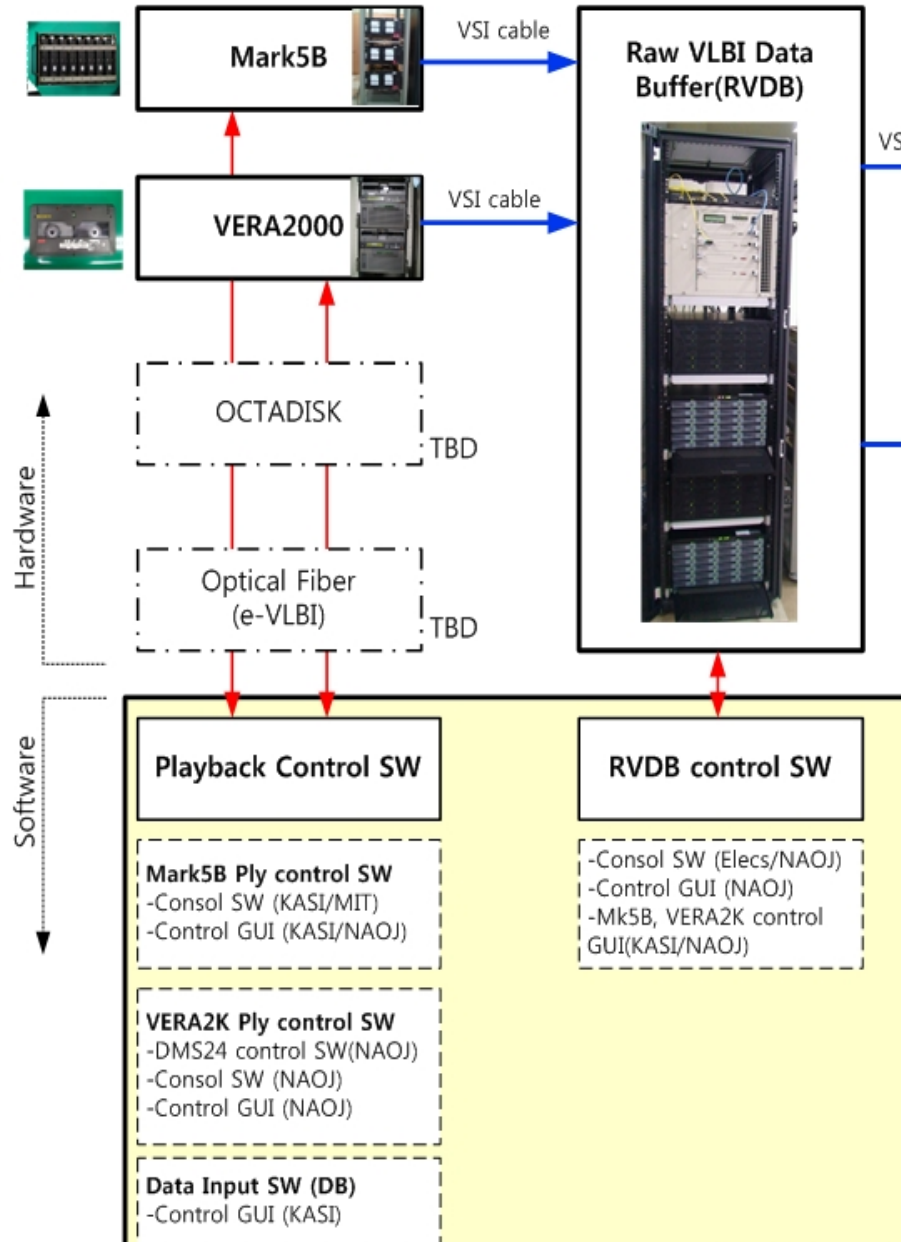 Mark5B
VSI cable
Raw VLBI Data
Buffer(RVDB)
VERA2000
VSI cable
VS
OCTADISK
TBD
Optical Fiber
(e-VLBI)
TBD
Hardware
Software
Playback Control SW
RVDB control SW
Mark5B Ply control SW
-Consol SW (KASI/MIT)
-Control GUI (KASI/NAOJ)
-Consol SW (Elecs/NAOJ)
-Control GUI (NAOJ)
-Mk5B, VERA2K control
GUI(KASI/NAOJ)
VERA2K Ply control SW
-DMS24 control SW(NAOJ)
-Consol SW (NAOJ)
-Control GUI (NAOJ)
Data Input SW (DB)
-Control GUI (KASI)